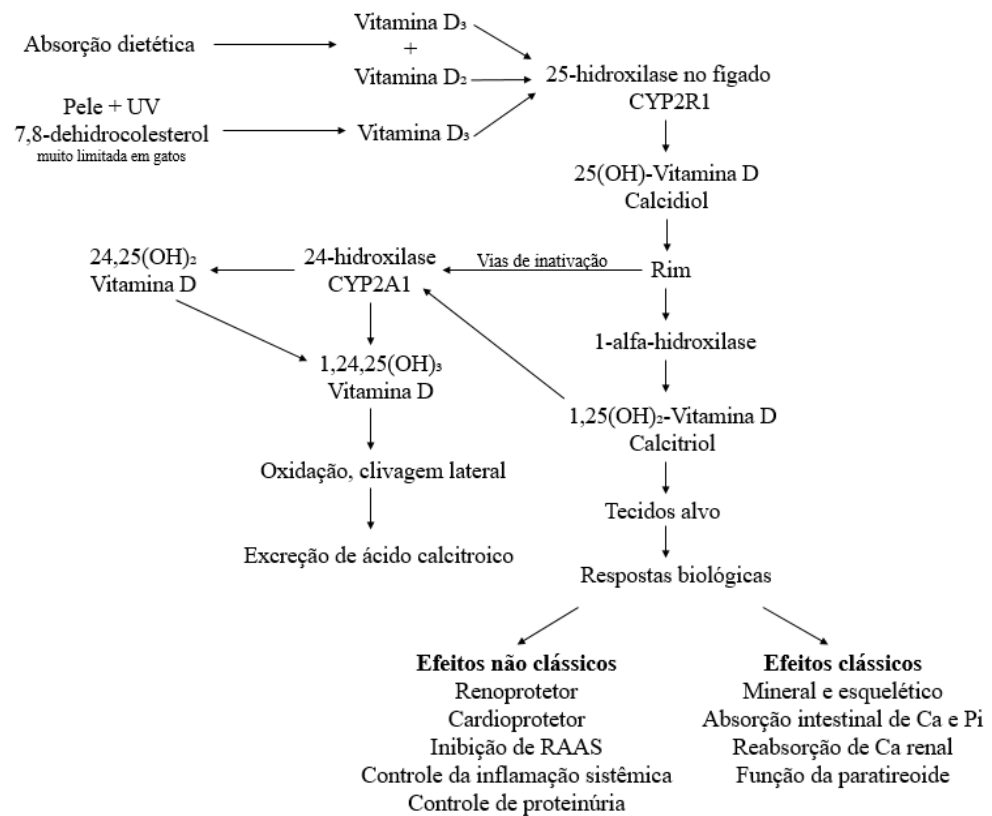 Absorção dietética
Vitamina D₃
+
Vitamina D₂
Pele + UV
7,8-dehidrocolesterol
muito limitada em gatos
Vitamina D₃
25-hidroxilase no fígado
CYP2R1
25(OH)-Vitamina D
Calcidiol
Rim
Vias de inativação
24-hidroxilase
CYP2A1
24,25(OH)₂
Vitamina D
1,24,25(OH)₃
Vitamina D
Oxidação, clivagem lateral
Excreção de ácido calcitroico
1-alfa-hidroxilase
1,25(OH)₂-Vitamina D
Calcitriol
Tecidos alvo
Respostas biológicas
Efeitos não clássicos
Renoprotetor
Cardioprotetor
Inibição de RAAS
Controle da inflamação sistêmica
Controle de proteinúria
Efeitos clássicos
Mineral e esquelético
Absorção intestinal de Ca e Pi
Reabsorção de Ca renal
Função da paratireoide